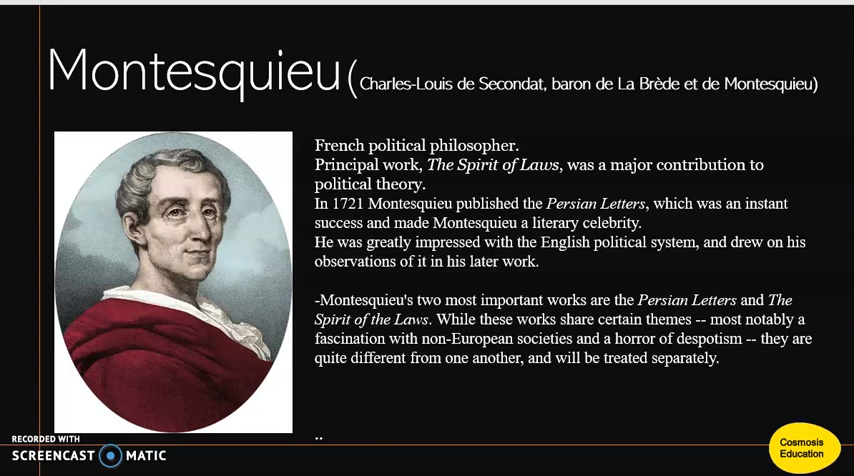 Montesquieu (Charles-Louis de Secondat, baron de La Brède et de Montesquieu)
French political philosopher.
Principal work, The Spirit of Laws, was a major contribution to
political theory.
In 1721 Montesquieu published the Persian Letters, which was an instant
success and made Montesquieu a literary celebrity.
He was greatly impressed with the English political system, and drew on his
observations of it in his later work.
-Montesquieu's two most important works are the Persian Letters and The
Spirit of the Laws. While these works share certain themes -- most notably a
fascination with non-European societies and a horror of despotism -- they are
quite different from one another, and will be treated separately.
..
RECORDED WITH
SCREENCAST MATIC
Cosmosis
Education